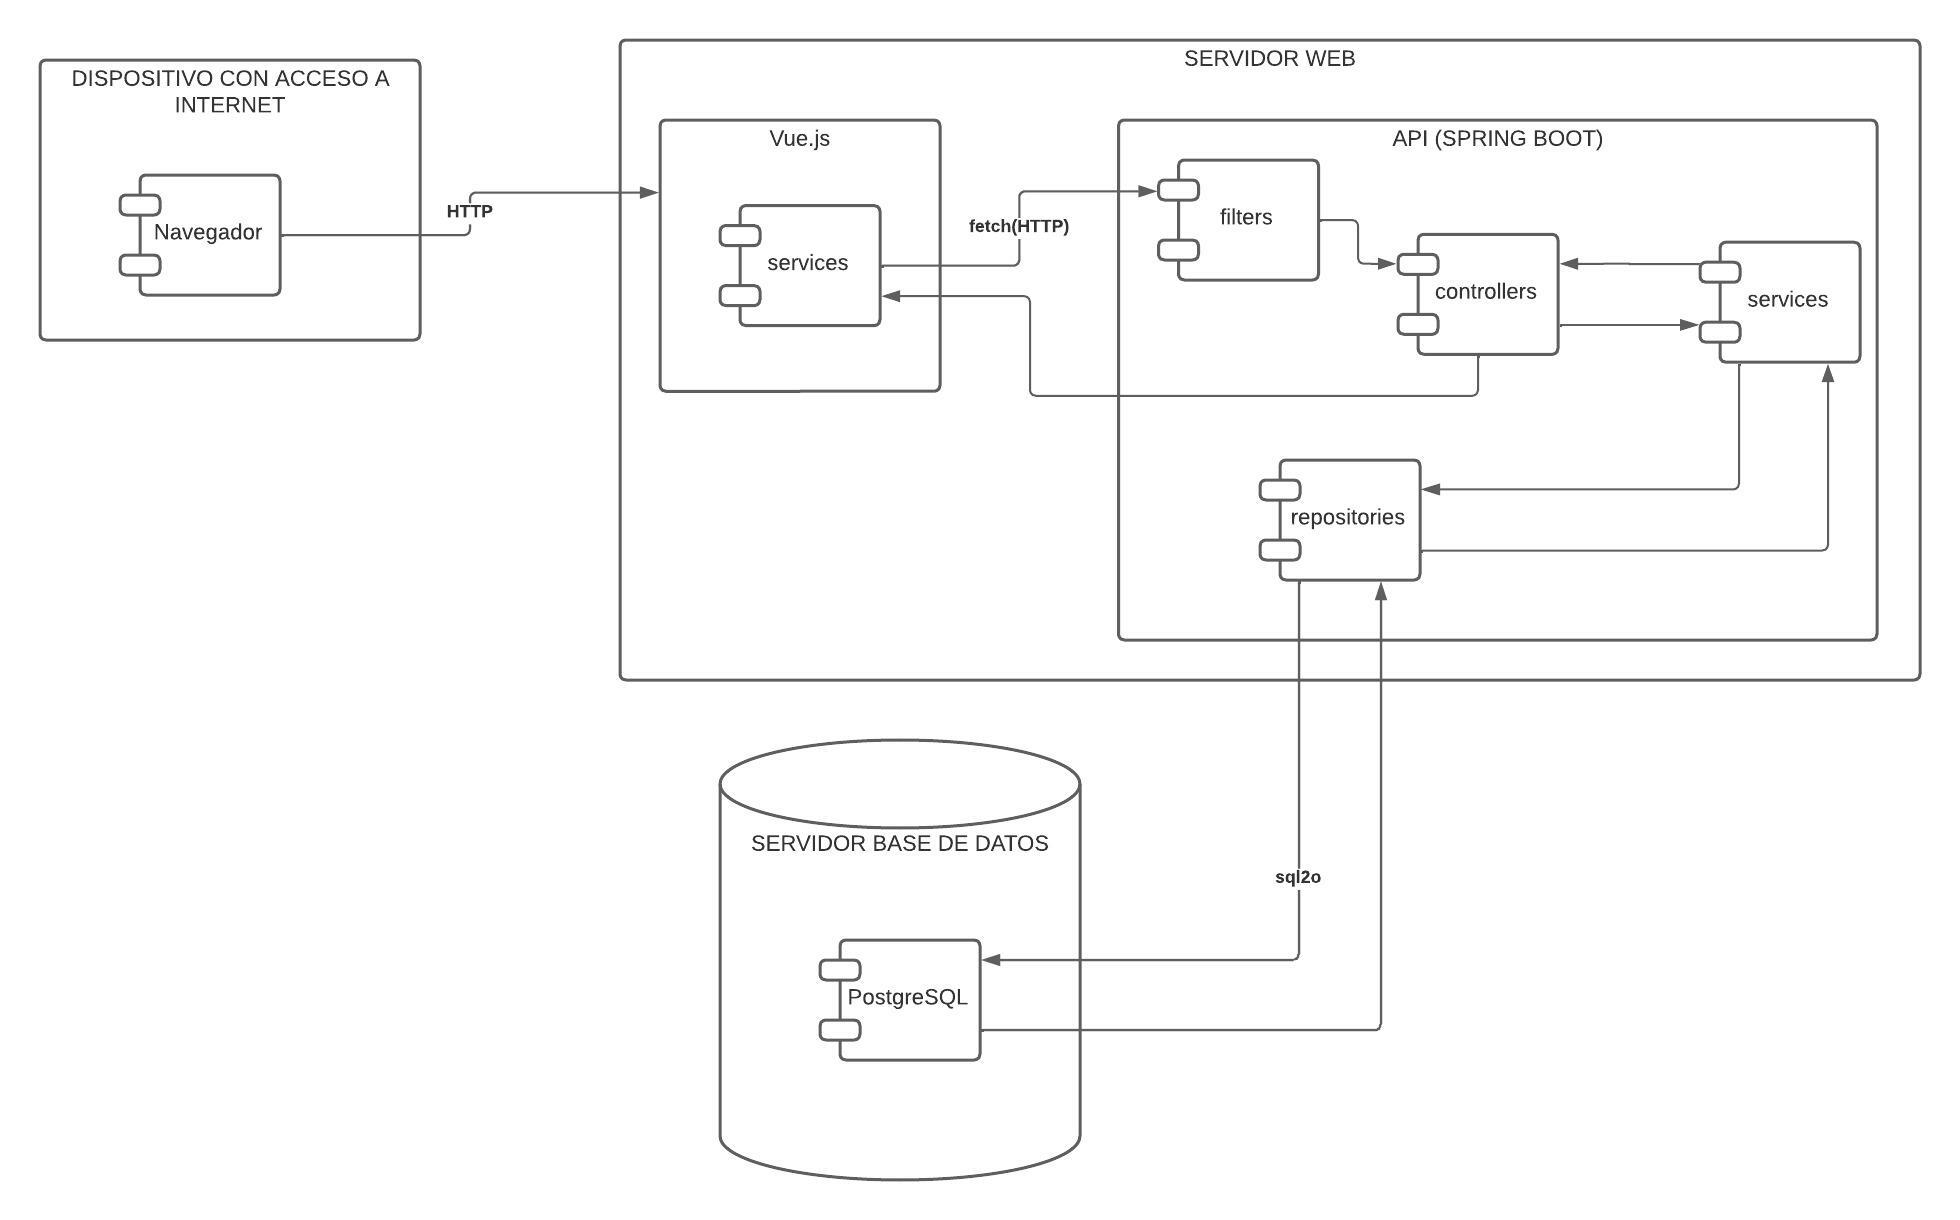 DISPOSITIVO CON ACCESO A
INTERNET
Navegador
HTTP
SERVIDOR WEB
Vue.js
services
fetch(HTTP)
API (SPRING BOOT)
filters
controllers
services
repositories
sql2o
SERVIDOR BASE DE DATOS
PostgreSQL